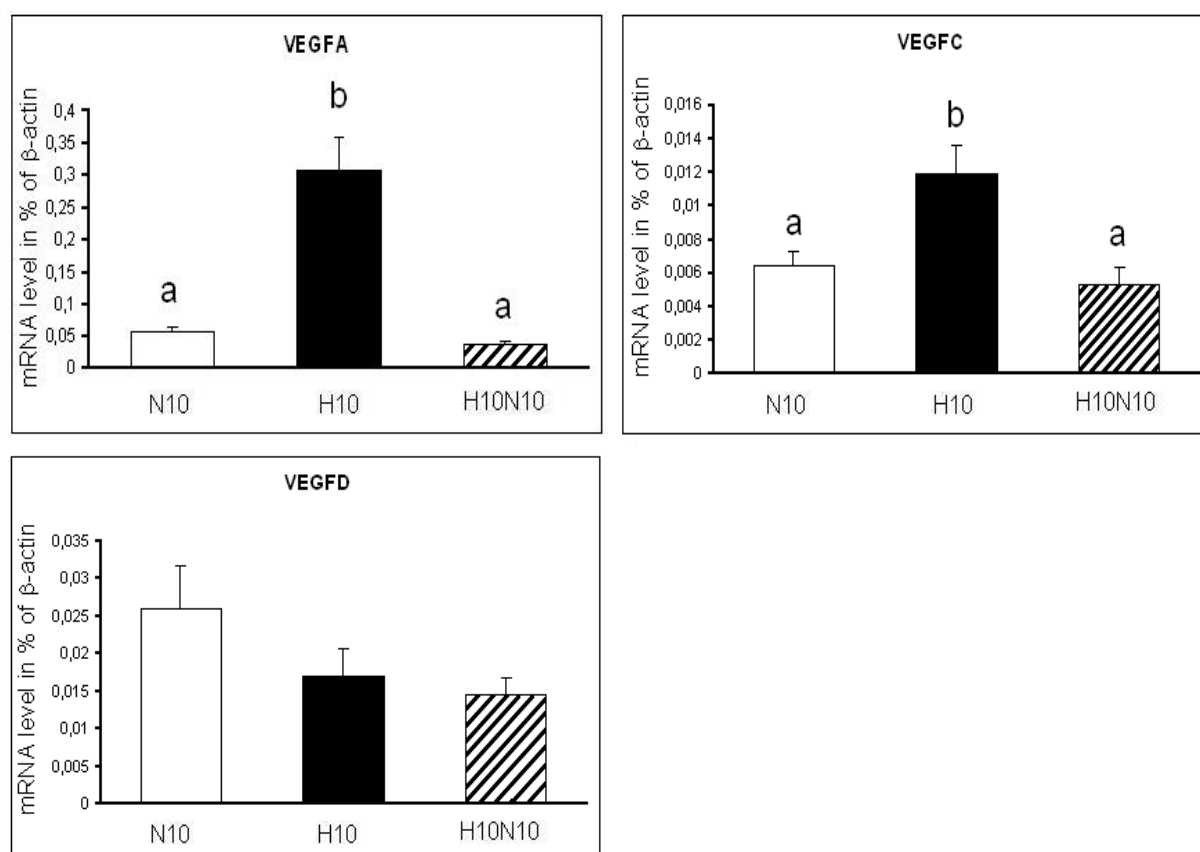 VEGFA
mRNA level in % of β-actin
0,4
0,35
0,3
0,25
0,2
0,15
0,1
0,05
0
a
b
a
N10 H10 H10N10
VEGFC
mRNA level in % of β-actin
0,016
0,014
0,012
0,01
0,008
0,006
0,004
0,002
0
a
b
a
N10 H10 H10N10
VEGFD
mRNA level in % of β-actin
0,035
0,03
0,025
0,02
0,015
0,01
0,005
0
N10 H10 H10N10